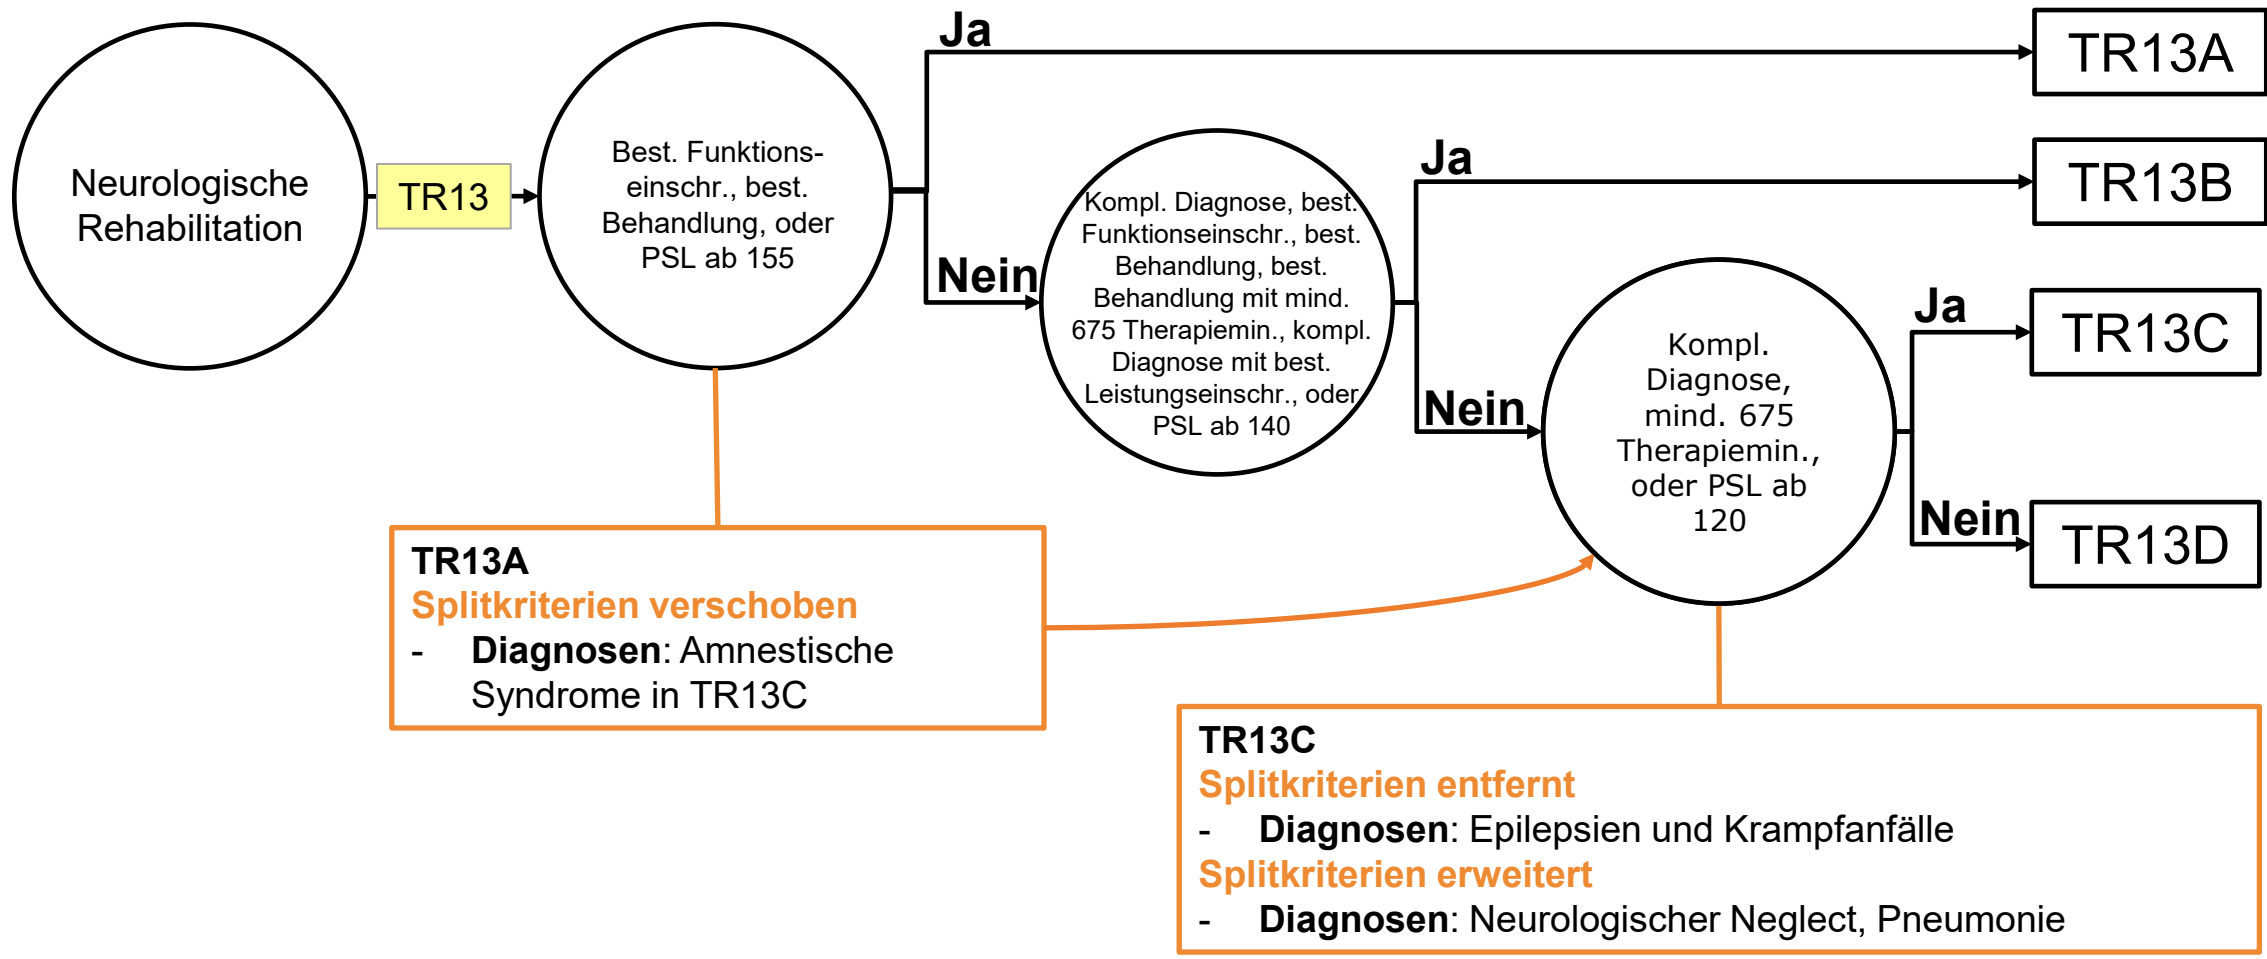 Neurologische
Rehabilitation
TR13
Best. Funktions-
einschr., best.
Behandlung, oder
PSL ab 155
Ja
TR13A
Nein
Kompl. Diagnose, best.
Funktionseinschr., best.
Behandlung, best.
Behandlung mit mind.
675 Therapiemin., kompl.
Diagnose mit best.
Leistungseinschr., oder
PSL ab 140
Ja
TR13B
Nein
Kompl.
Diagnose,
mind. 675
Therapiemin.,
oder PSL ab
120
Ja
TR13C
Nein
TR13D
TR13A
Splitkriterien verschoben
- Diagnosen: Amnestische
Syndrome in TR13C
TR13C
Splitkriterien entfernt
- Diagnosen: Epilepsien und Krampfanfälle
Splitkriterien erweitert
- Diagnosen: Neurologischer Neglect, Pneumonie